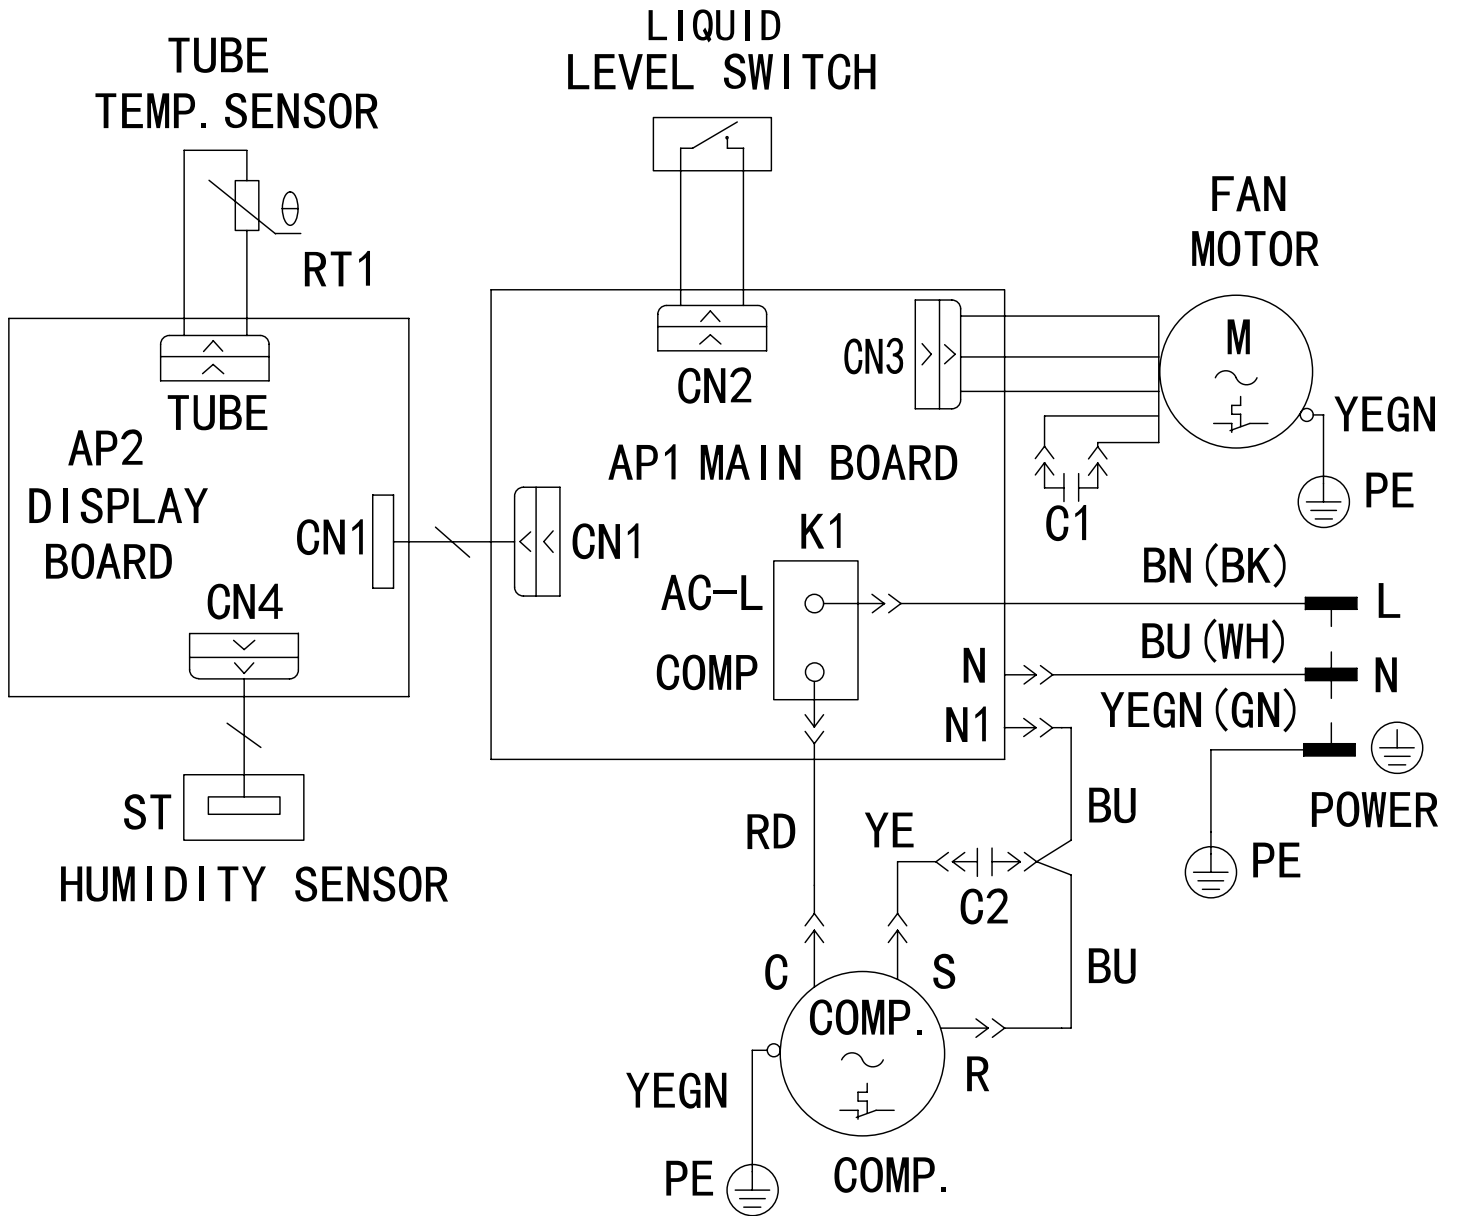 TUBE
TEMP. SENSOR
θ
RT1
LIQUID
LEVEL SWITCH
FAN
MOTOR
M
YEGN
PE
TUBE
AP2
DISPLAY
BOARD
CN1
CN4
CN2
CN3
AP1 MAIN BOARD
CN1
K1
AC-L
COMP
C1
BN(BK)
L
BU(WH)
N
N
YEGN(GN)
N1
POWER
PE
ST
HUMIDITY SENSOR
RD
YE
BU
C2
C
S
BU
COMP.
R
YEGN
PE
COMP.